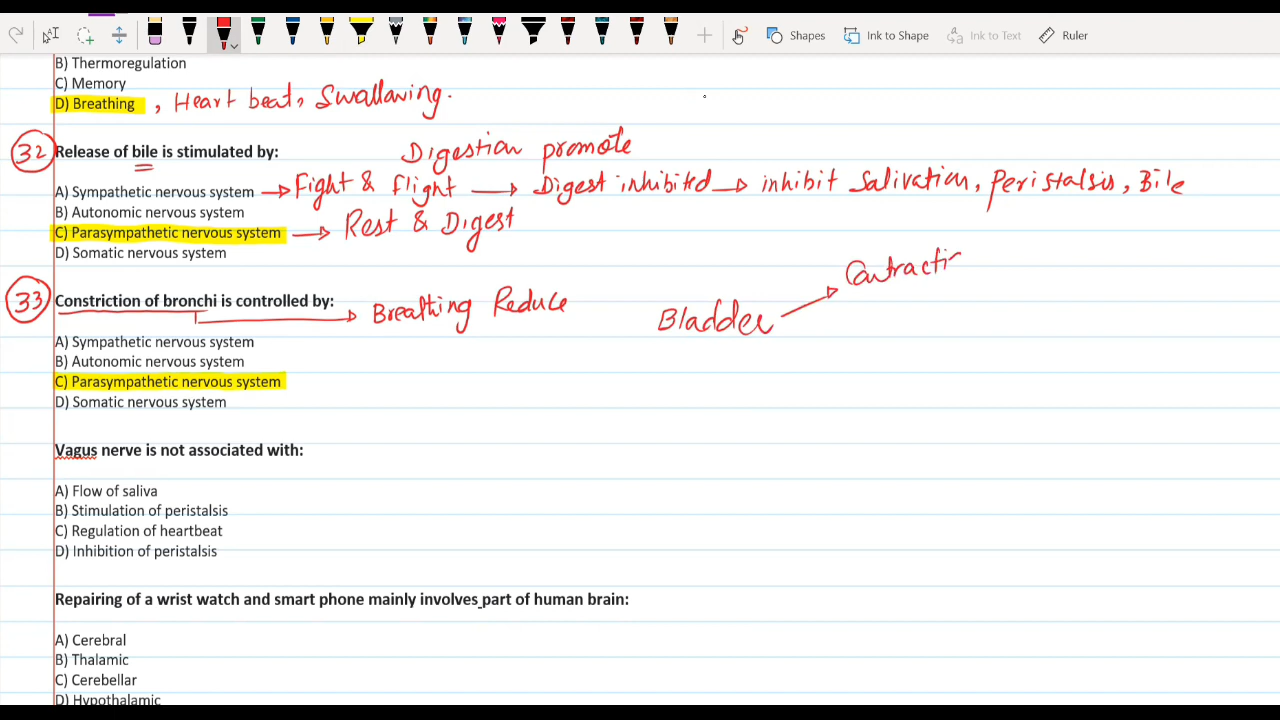 Shapes
Ink to Shape
Ink to Text
Ruler
B) Thermoregulation
C) Memory
D) Breathing , Heart beat, Swallowing.
32 Release of bile is stimulated by:
Digestion promote
A) Sympathetic nervous system → Fight & flight → Digest inhibited → inhibit Salivation, Peristalsis, Bile
B) Autonomic nervous system
C) Parasympathetic nervous system → Rest & Digest
D) Somatic nervous system
33 Constriction of bronchi is controlled by: → Breathing Reduce
Bladder → Contractin
A) Sympathetic nervous system
B) Autonomic nervous system
C) Parasympathetic nervous system
D) Somatic nervous system
Vagus nerve is not associated with:
A) Flow of saliva
B) Stimulation of peristalsis
C) Regulation of heartbeat
D) Inhibition of peristalsis
Repairing of a wrist watch and smart phone mainly involves_part of human brain:
A) Cerebral
B) Thalamic
C) Cerebellar
D) Hypothalamic